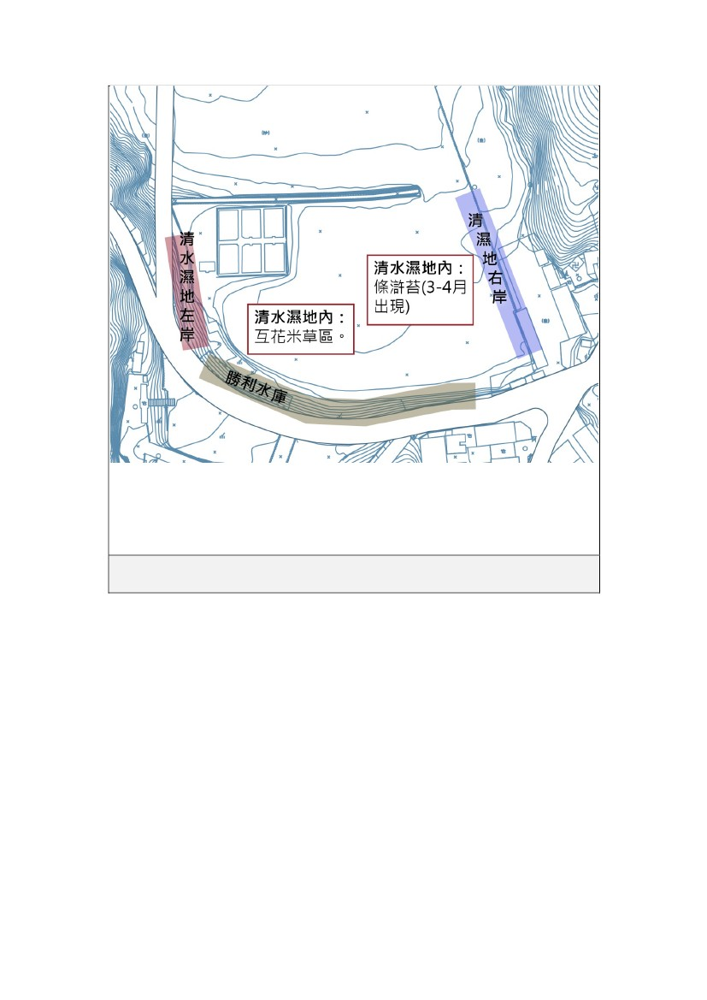 清水濕地左岸
清濕地右岸
清水濕地內：
條滸苔(3-4月
出現)
清水濕地內：
互花米草區。
勝利水庫